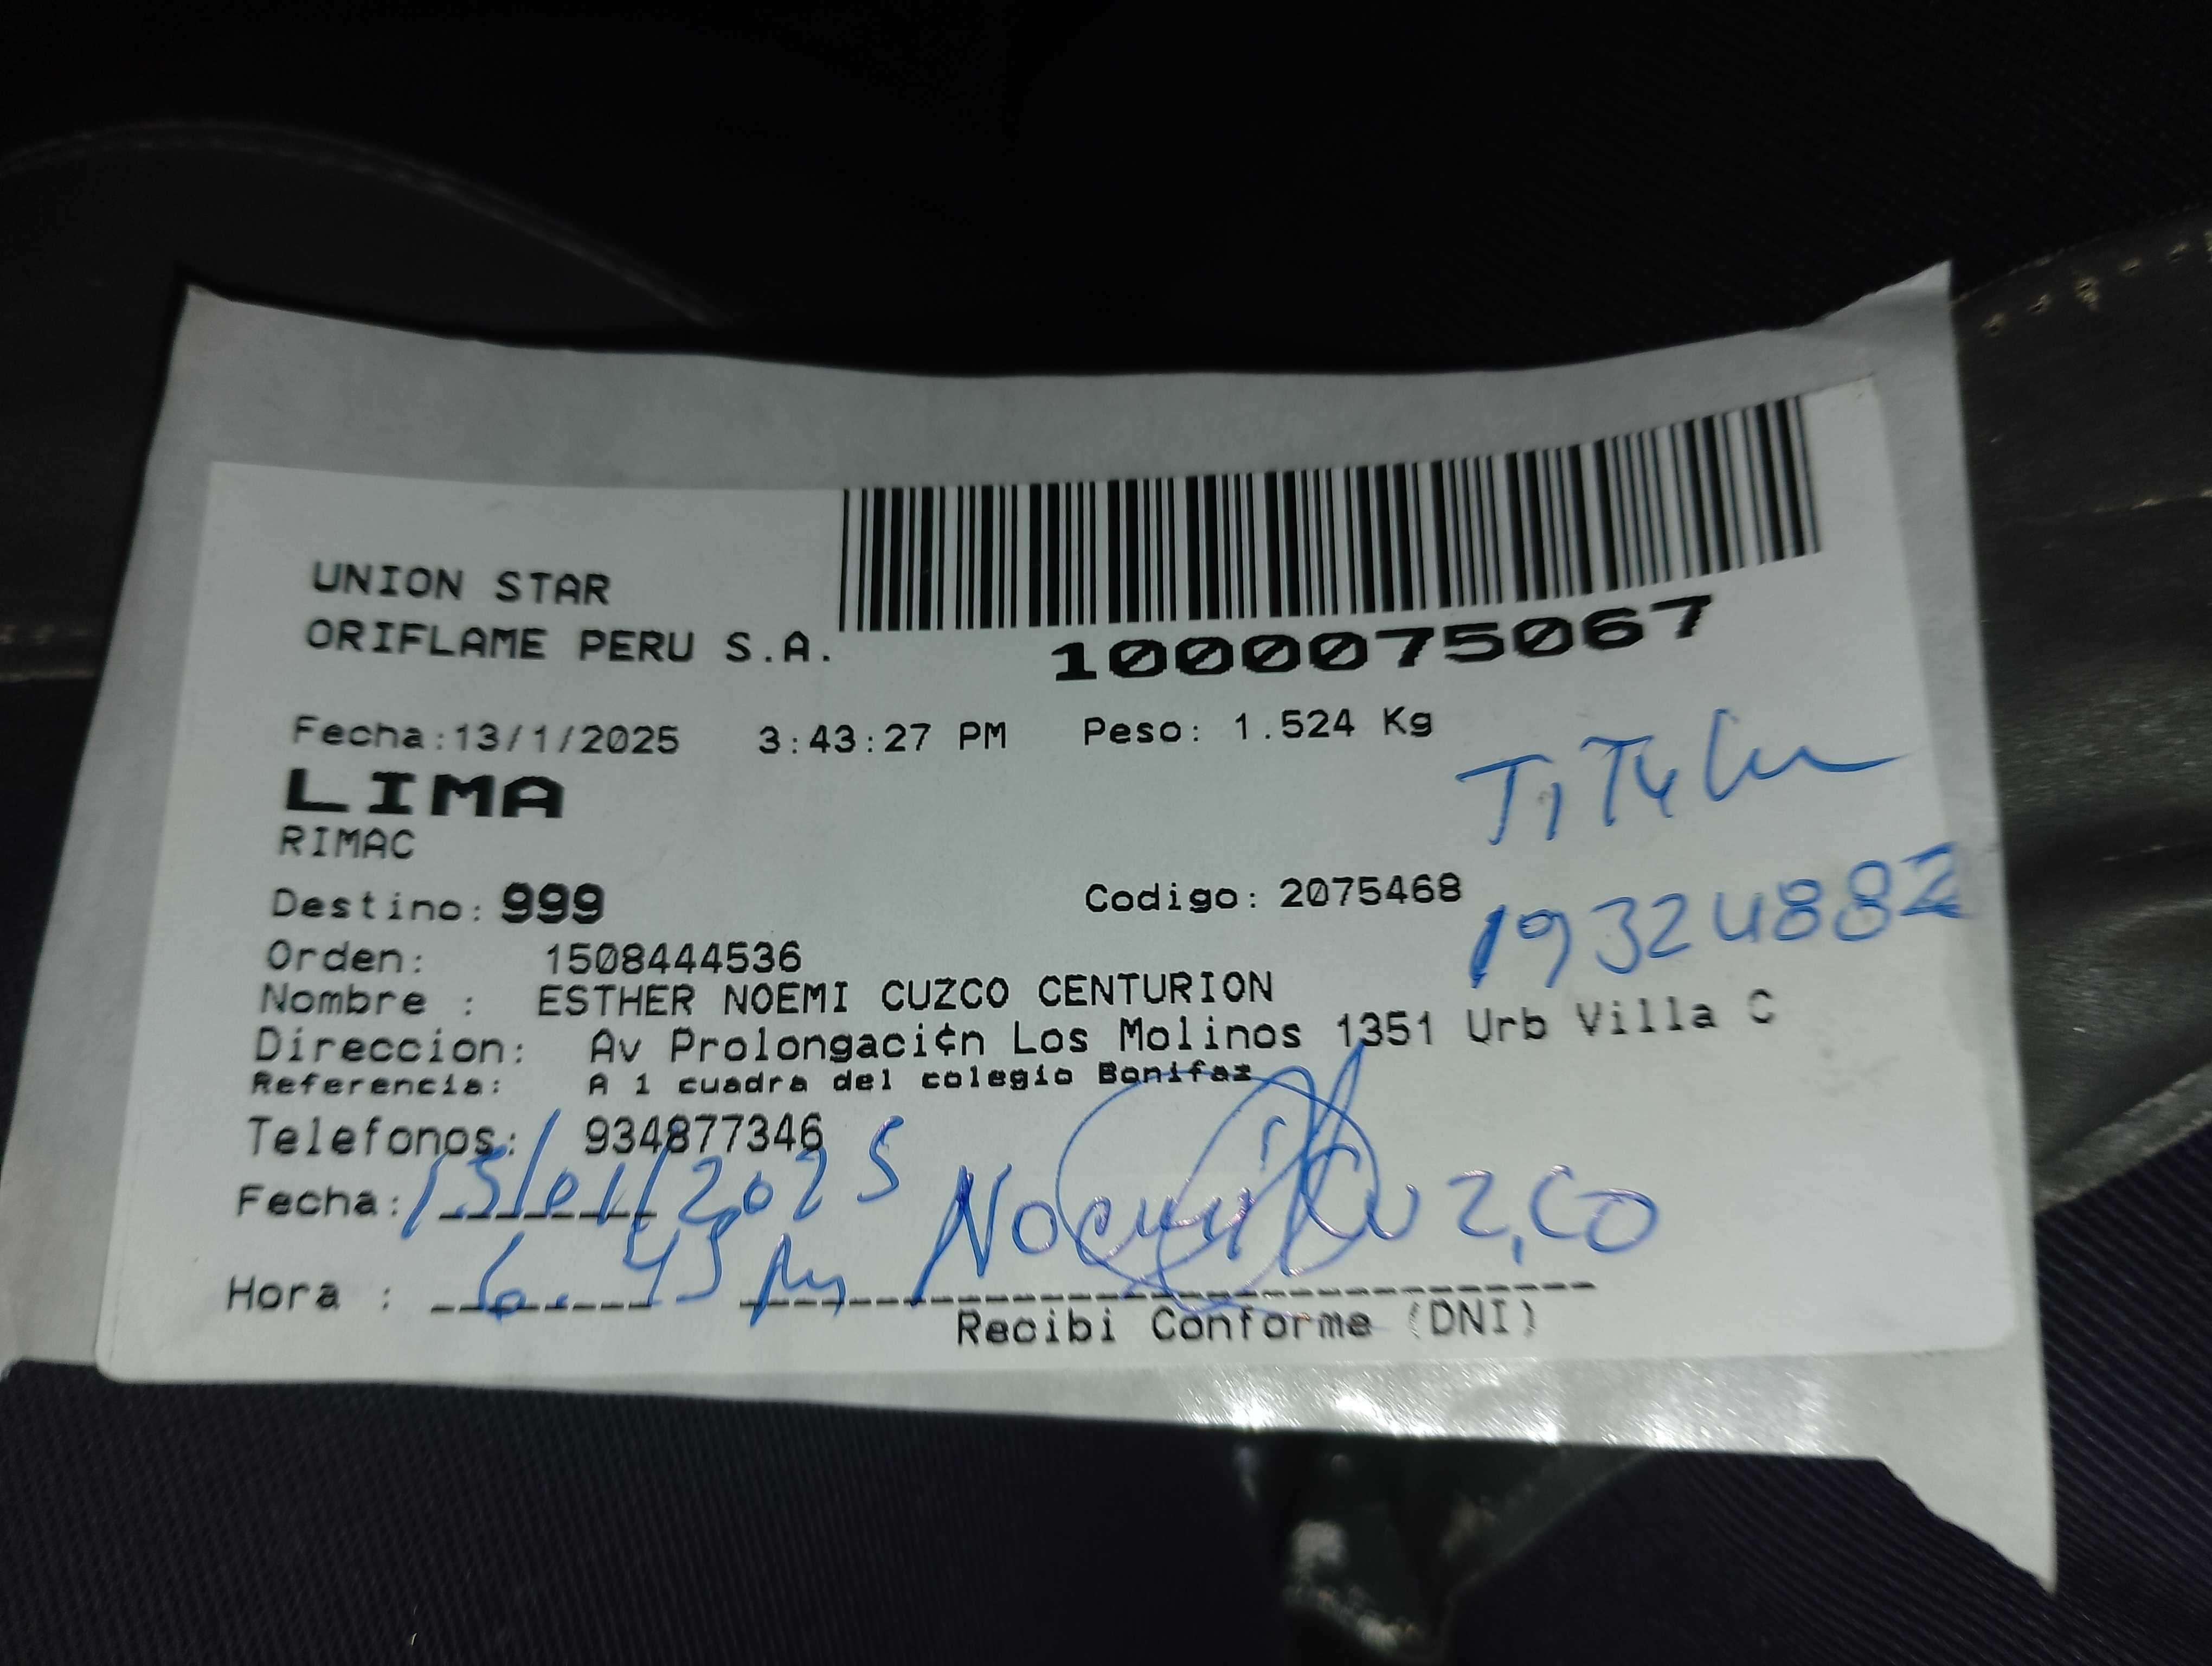 UNION STAR
ORIFLAME PERU S.A.
1000075067
Fecha:13/1/2025 3:43:27 PM Peso: 1.524 Kg
LIMA
RIMAC
Destino: 999 Codigo: 2075468
19324882
Orden: 1508444536
Nombre : ESTHER NOEMI CUZCO CENTURION
Direccion: Av Prolongaci¢n Los Molinos 1351 Urb Villa C
Referencia: A 1 cuadra del colegio Bonifaz
Telefonos: 934877346
Fecha: 15/01/2025
Noemi Cuzco
Hora : 6.45 pm
Recibi Conforme (DNI)